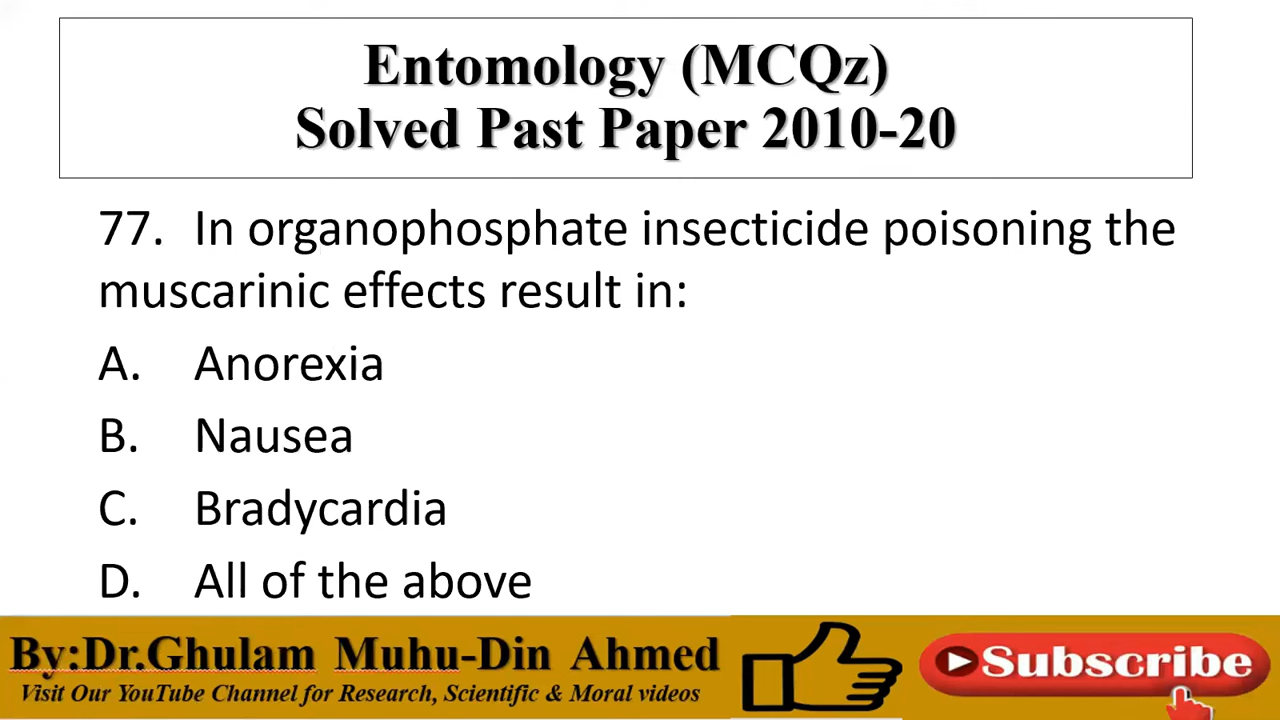 Entomology (MCQz)
Solved Past Paper 2010-20
77. In organophosphate insecticide poisoning the
muscarinic effects result in:
A. Anorexia
B. Nausea
C. Bradycardia
D. All of the above
By:Dr.Ghulam Muhu-Din Ahmed
Visit Our YouTube Channel for Research, Scientific & Moral videos
Subscribe